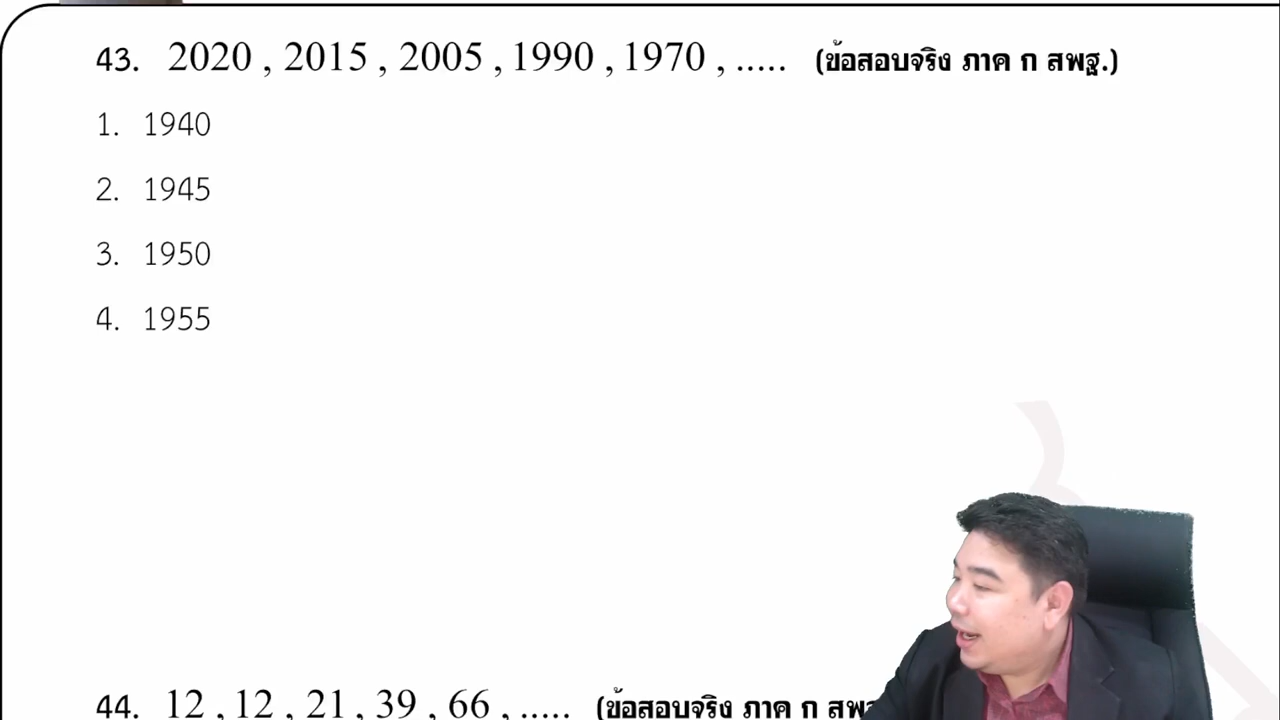 43. 2020 , 2015 , 2005 , 1990 , 1970 , ..... (ข้อสอบจริง ภาค ก สพฐ.)
1. 1940
2. 1945
3. 1950
4. 1955
44. 12 , 12 , 21 , 39 , 66 , ..... (ข้อสอบจริง ภาค ก